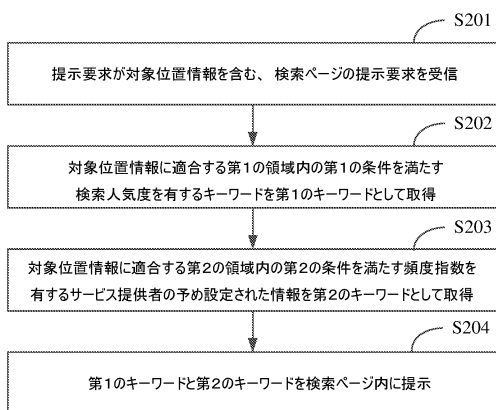 S201
提示要求が対象位置情報を含む、検索ページの提示要求を受信
S202
対象位置情報に適合する第1の領域内の第1の条件を満たす
検索人気度を有するキーワードを第1のキーワードとして取得
S203
対象位置情報に適合する第2の領域内の第2の条件を満たす頻度指数を
有するサービス提供者の予め設定された情報を第2のキーワードとして取得
S204
第1のキーワードと第2のキーワードを検索ページ内に提示